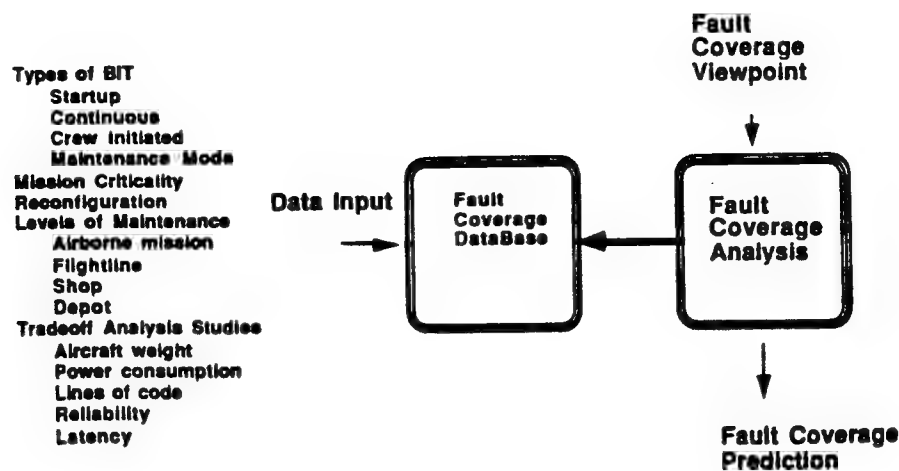 Types of BIT
Startup
Continuous
Crew initiated
Maintenance Mode
Mission Criticality
Reconfiguration
Levels of Maintenance
Airborne mission
Flightline
Shop
Depot
Tradeoff Analysis Studies
Aircraft weight
Power consumption
Lines of code
Reliability
Latency
Data Input
Fault
Coverage
DataBase
Fault
Coverage
Viewpoint
Fault
Coverage
Analysis
Fault Coverage
Prediction